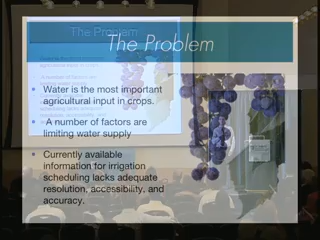 The Problem
The Problem
Water is the most important
agricultural input in crops.
A number of factors are
limiting water supply
Currently available
information for irrigation
scheduling lacks adequate
resolution, accessibility, and
accuracy.